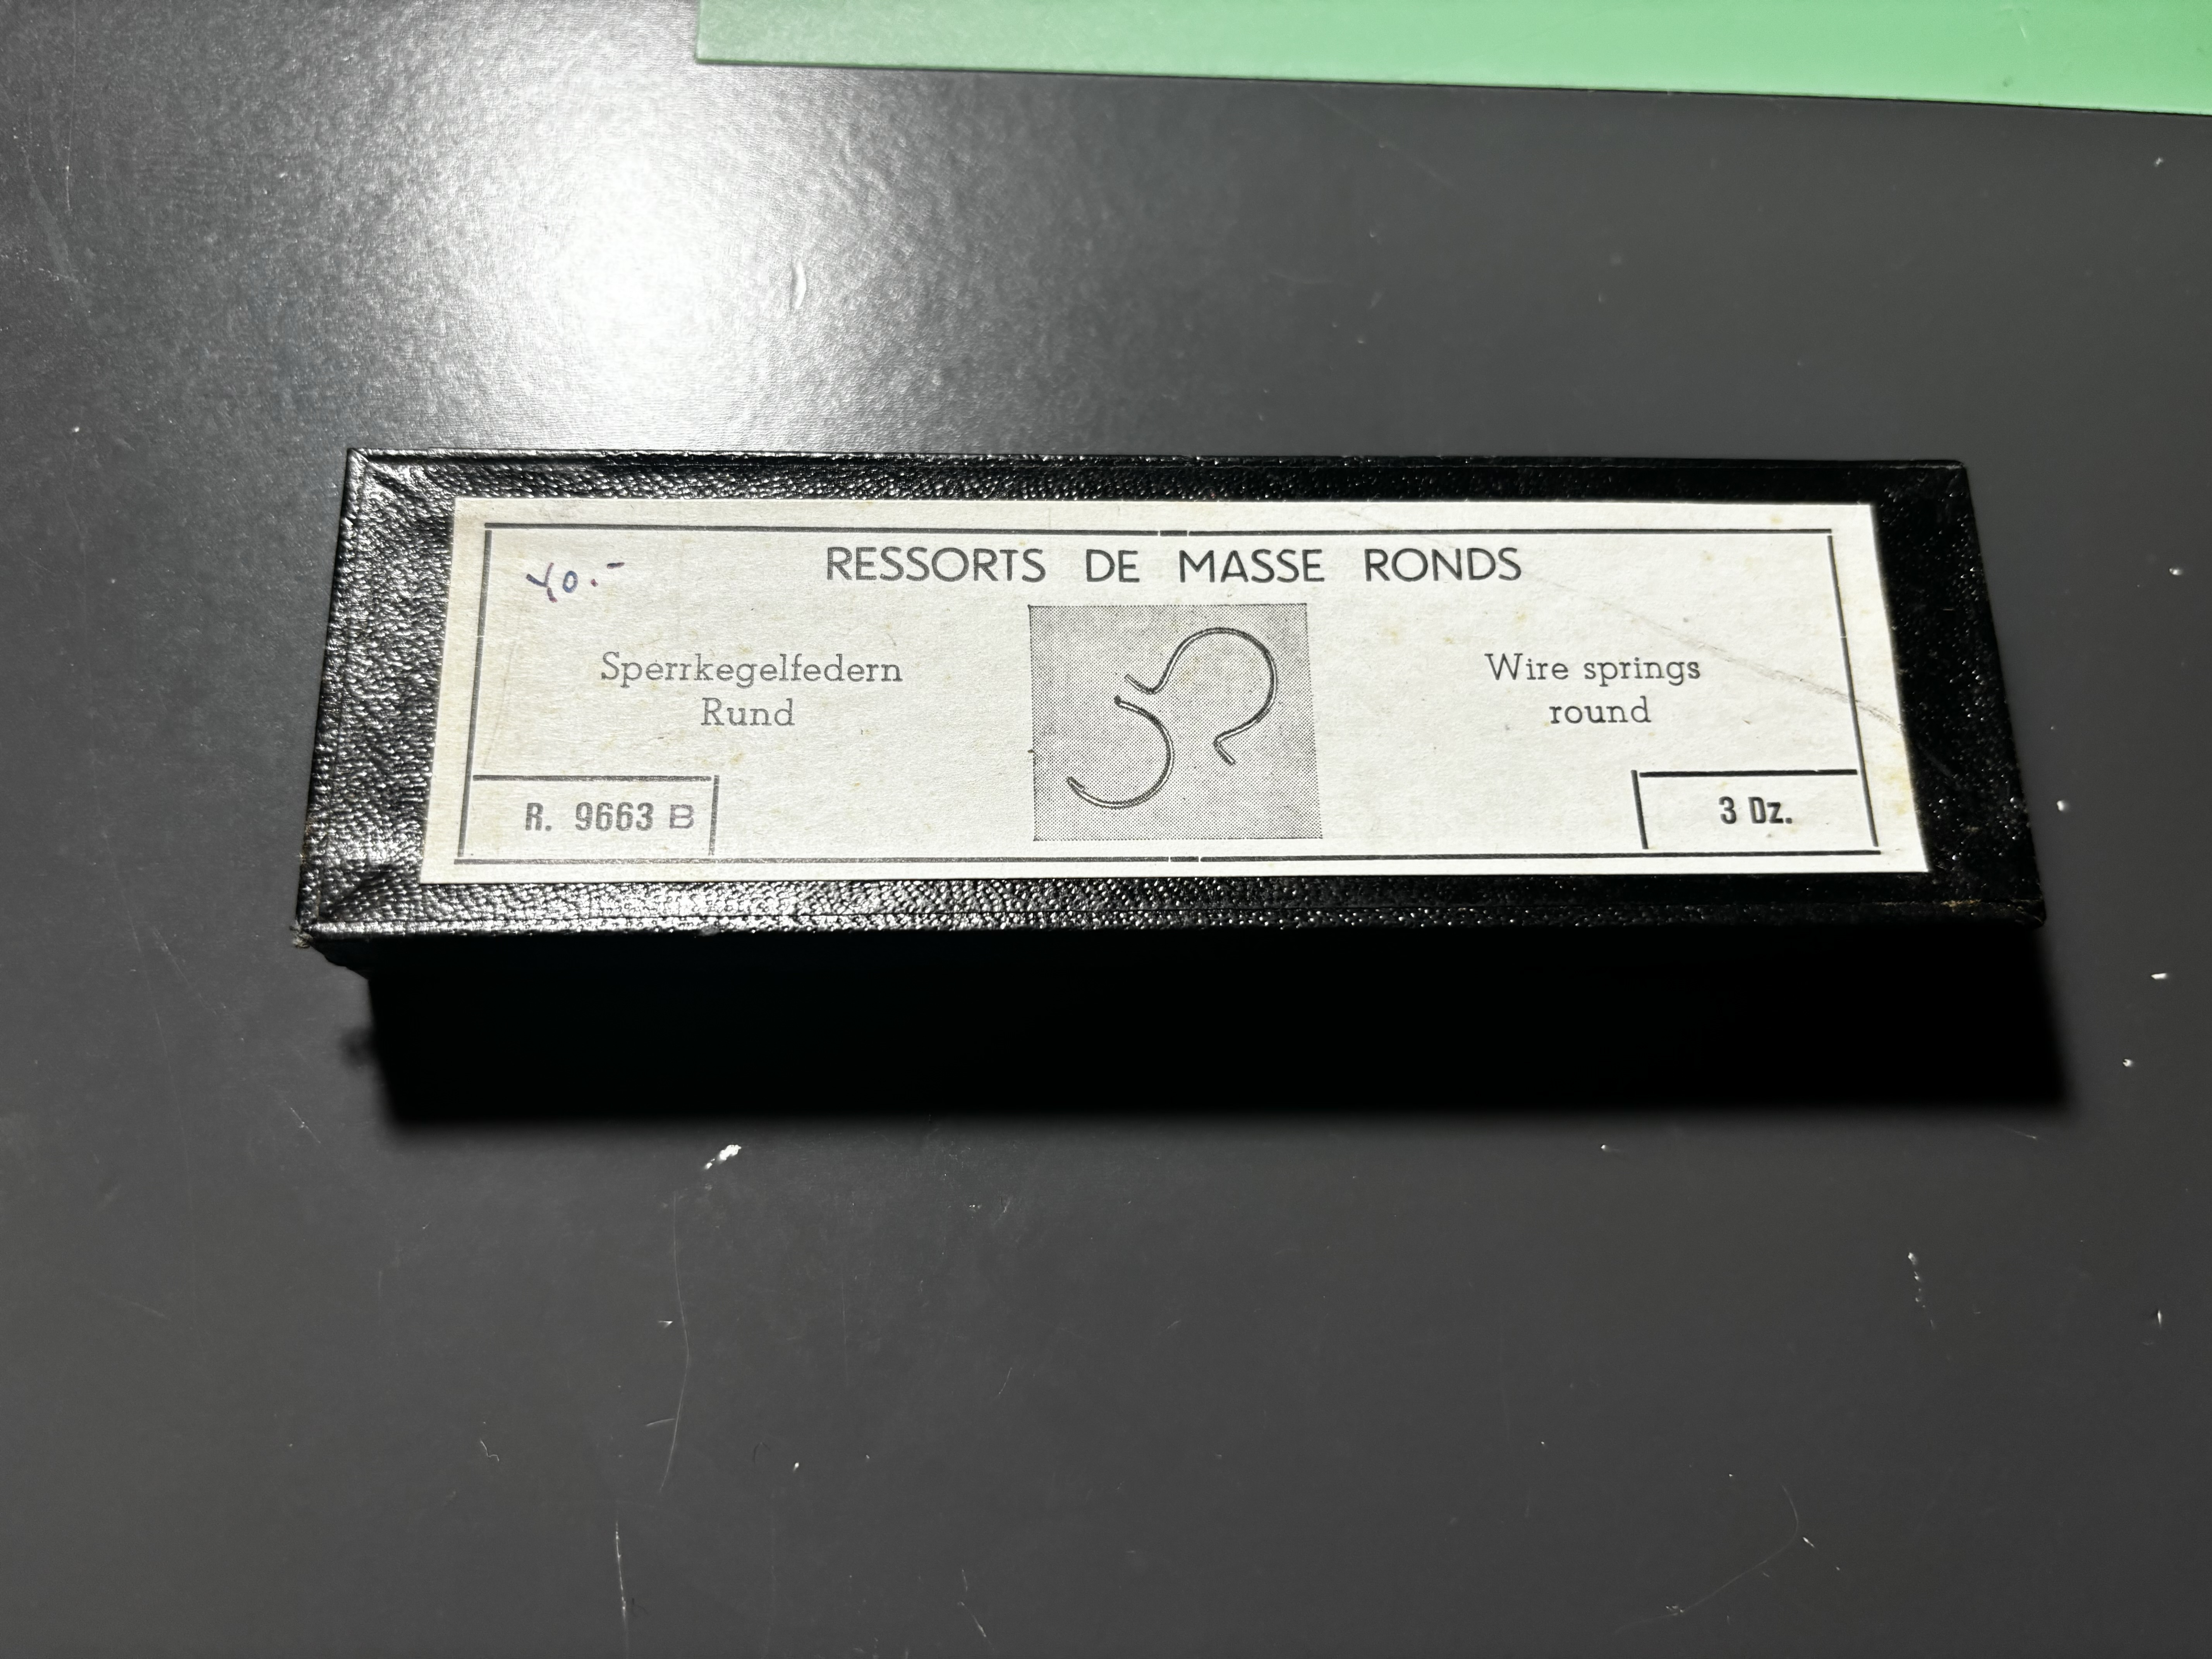 RESSORTS DE MASSE RONDS
40.-
Sperrkegelfedern
Rund
Wire springs
round
R. 9663 B
3 Dz.